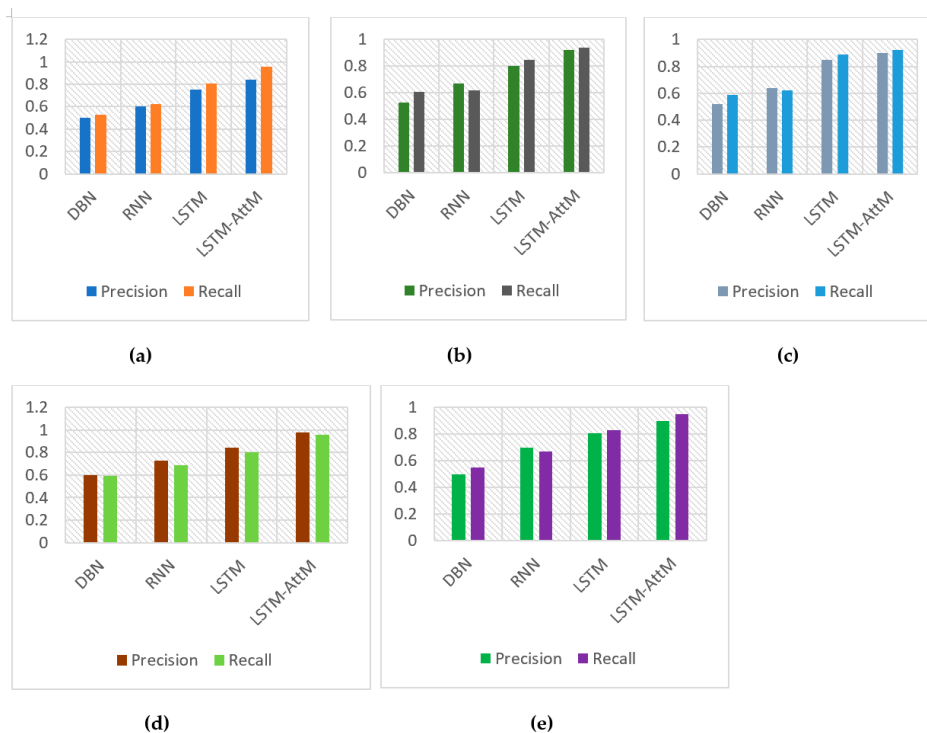 1.2
1
0.8
0.6
0.4
0.2
0
DBN
RNN
LSTM
LSTM-AttM
Precision Recall
(a)
1
0.8
0.6
0.4
0.2
0
DBN
RNN
LSTM
LSTM-AttM
Precision Recall
(b)
1
0.8
0.6
0.4
0.2
0
DBN
RNN
LSTM
LSTM-AttM
Precision Recall
(c)
1.2
1
0.8
0.6
0.4
0.2
0
DBN
RNN
LSTM
LSTM-AttM
Precision Recall
(d)
1
0.8
0.6
0.4
0.2
0
DBN
RNN
LSTM
LSTM-AttM
Precision Recall
(e)